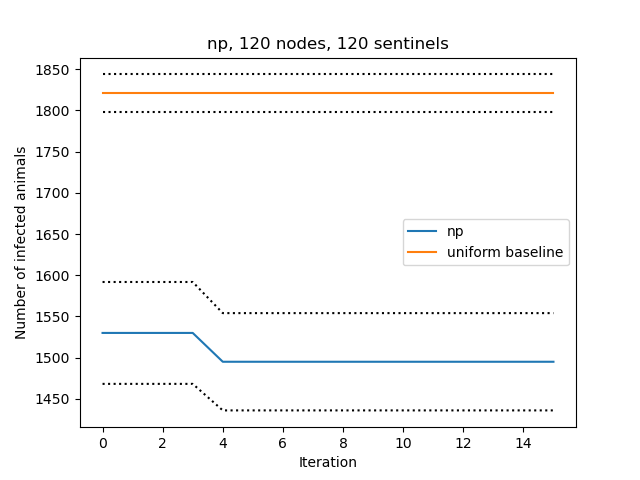 np, 120 nodes, 120 sentinels
Number of infected animals
1850
1800
1750
1700
1650
1600
1550
1500
1450
np
uniform baseline
0 2 4 6 8 10 12 14
Iteration